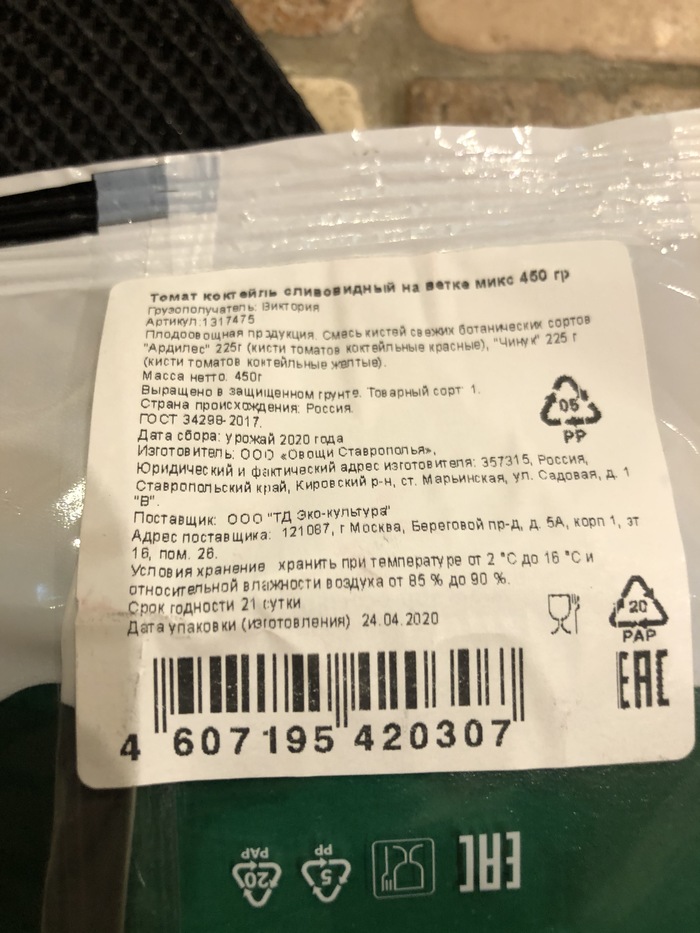 Томат коктейль сливовидный на ветке микс 450 гр
Грузополучатель: Виктория
Артикул:1317475
Плодоовощная продукция. Смесь кистей свежих ботанических сортов
"Ардилес" 225г (кисти томатов коктейльные красные), "Чинук" 225 г
(кисти томатов коктейльные желтые).
Масса нетто. 450г
Выращено в защищенном грунте. Товарный сорт 1.
Страна происхождения: Россия.
ГОСТ 34298-2017.
Дата сбора: урожай 2020 года
Изготовитель: ООО «Овощи Ставрополья»,
Юридический и фактический адрес изготовителя: 357315, Россия,
Ставропольский край, Кировский р-н, ст. Марьинская, ул. Садовая, д. 1
"В".
Поставщик: ООО "ТД Эко-культура"
Адрес поставщика: 121087, г Москва, Береговой пр-д, д. 5А, корп 1, эт
16, пом. 26.
Условия хранение хранить при температуре от 2 °С до 16 °С и
относительной влажности воздуха от 85 % до 90 %.
Срок годности 21 сутки
Дата упаковки (изготовления) 24.04.2020
05
PP
20
PAP
EAC
4 607195 420307
20
PAP
5
PP
EAC